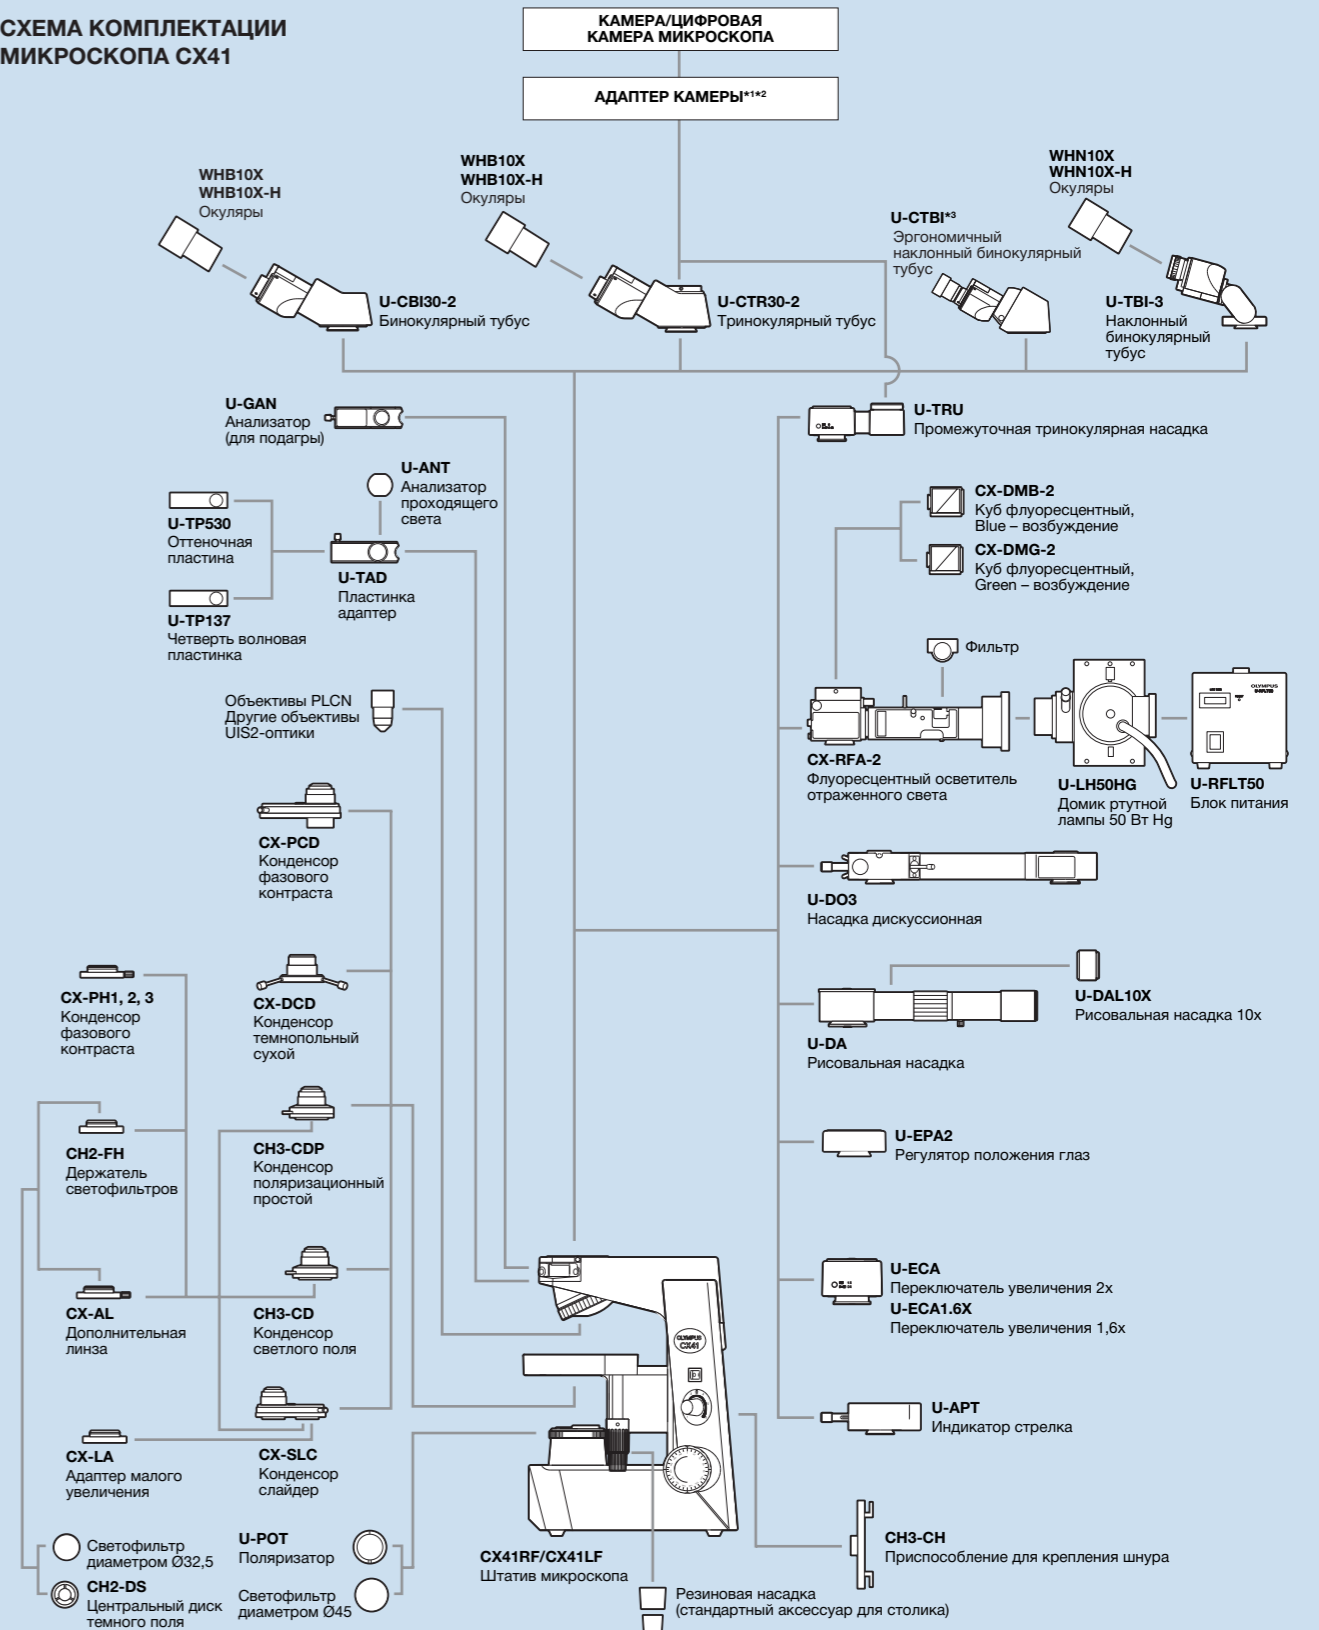 СХЕМА КОМПЛЕКТАЦИИ
МИКРОСКОПА CX41
КАМЕРА/ЦИФРОВАЯ
КАМЕРА МИКРОСКОПА
АДАПТЕР КАМЕРЫ*1*2
WHB10X
WHB10X-H
Окуляры
WHB10X
WHB10X-H
Окуляры
WHN10X
WHN10X-H
Окуляры
U-CTBI*3
Эргономичный
наклонный бинокулярный
тубус
U-CBI30-2
Бинокулярный тубус
U-CTR30-2
Тринокулярный тубус
U-TBI-3
Наклонный
бинокулярный
тубус
U-GAN
Анализатор
(для подагры)
U-TRU
Промежуточная тринокулярная насадка
U-ANT
Анализатор
проходящего
света
U-TP530
Оттеночная
пластина
U-TAD
Пластинка
адаптер
U-TP137
Четверть волновая
пластинка
CX-DMB-2
Куб флуоресцентный,
Blue – возбуждение
CX-DMG-2
Куб флуоресцентный,
Green – возбуждение
Фильтр
Объективы PLCN
Другие объективы
UIS2-оптики
OLYMPUS
CX-RFA-2
Флуоресцентный осветитель
отраженного света
U-LH50HG
Домик ртутной
лампы 50 Вт Hg
U-RFLT50
Блок питания
CX-PCD
Конденсор
фазового
контраста
U-DO3
Насадка дискуссионная
CX-PH1, 2, 3
Конденсор
фазового
контраста
CX-DCD
Конденсор
темнопольный
сухой
U-DAL10X
Рисовальная насадка 10x
U-DA
Рисовальная насадка
CH2-FH
Держатель
светофильтров
CH3-CDP
Конденсор
поляризационный
простой
U-EPA2
Регулятор положения глаз
CX-AL
Дополнительная
линза
CH3-CD
Конденсор
светлого поля
U-ECA
Переключатель увеличения 2x
U-ECA1.6X
Переключатель увеличения 1,6x
OLYMPUS
CX41
CX-LA
Адаптер малого
увеличения
CX-SLC
Конденсор
слайдер
U-APT
Индикатор стрелка
Светофильтр
диаметром Ø32,5
CH2-DS
Центральный диск
темного поля
U-POT
Поляризатор
Светофильтр
диаметром Ø45
CX41RF/CX41LF
Штатив микроскопа
CH3-CH
Приспособление для крепления шнура
Резиновая насадка
(стандартный аксессуар для столика)